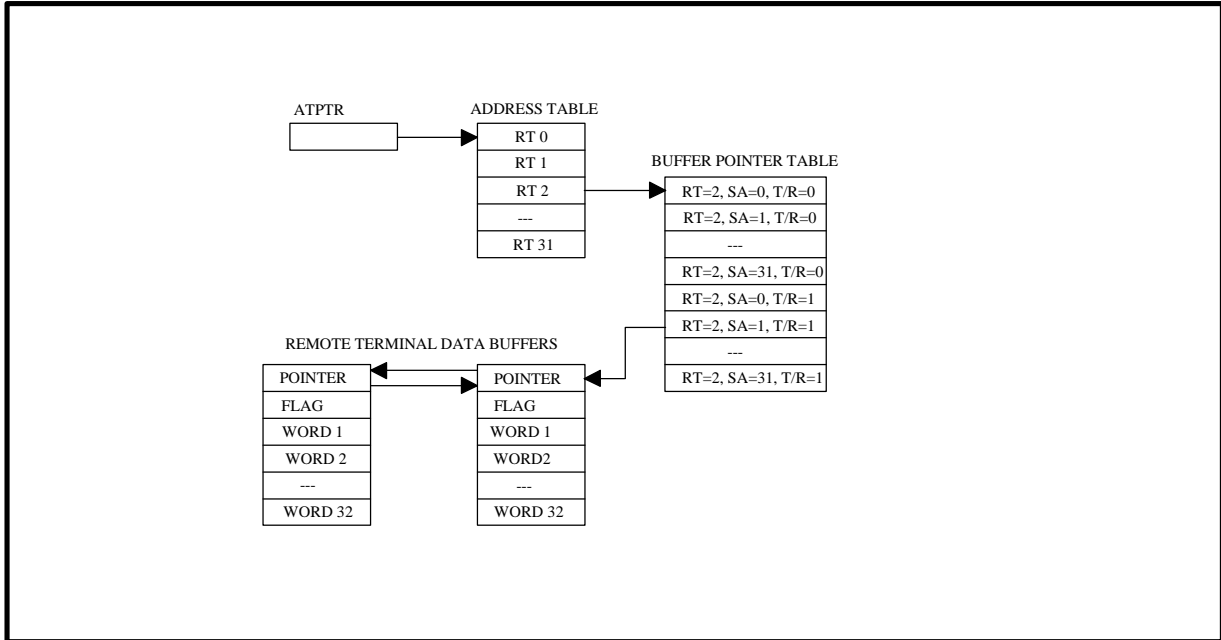 ATPTR
ADDRESS TABLE
RT 0
RT 1
RT 2
---
RT 31
BUFFER POINTER TABLE
RT=2, SA=0, T/R=0
RT=2, SA=1, T/R=0
---
RT=2, SA=31, T/R=0
RT=2, SA=0, T/R=1
RT=2, SA=1, T/R=1
---
RT=2, SA=31, T/R=1
REMOTE TERMINAL DATA BUFFERS
POINTER
FLAG
WORD 1
WORD 2
---
WORD 32
POINTER
FLAG
WORD 1
WORD2
---
WORD 32